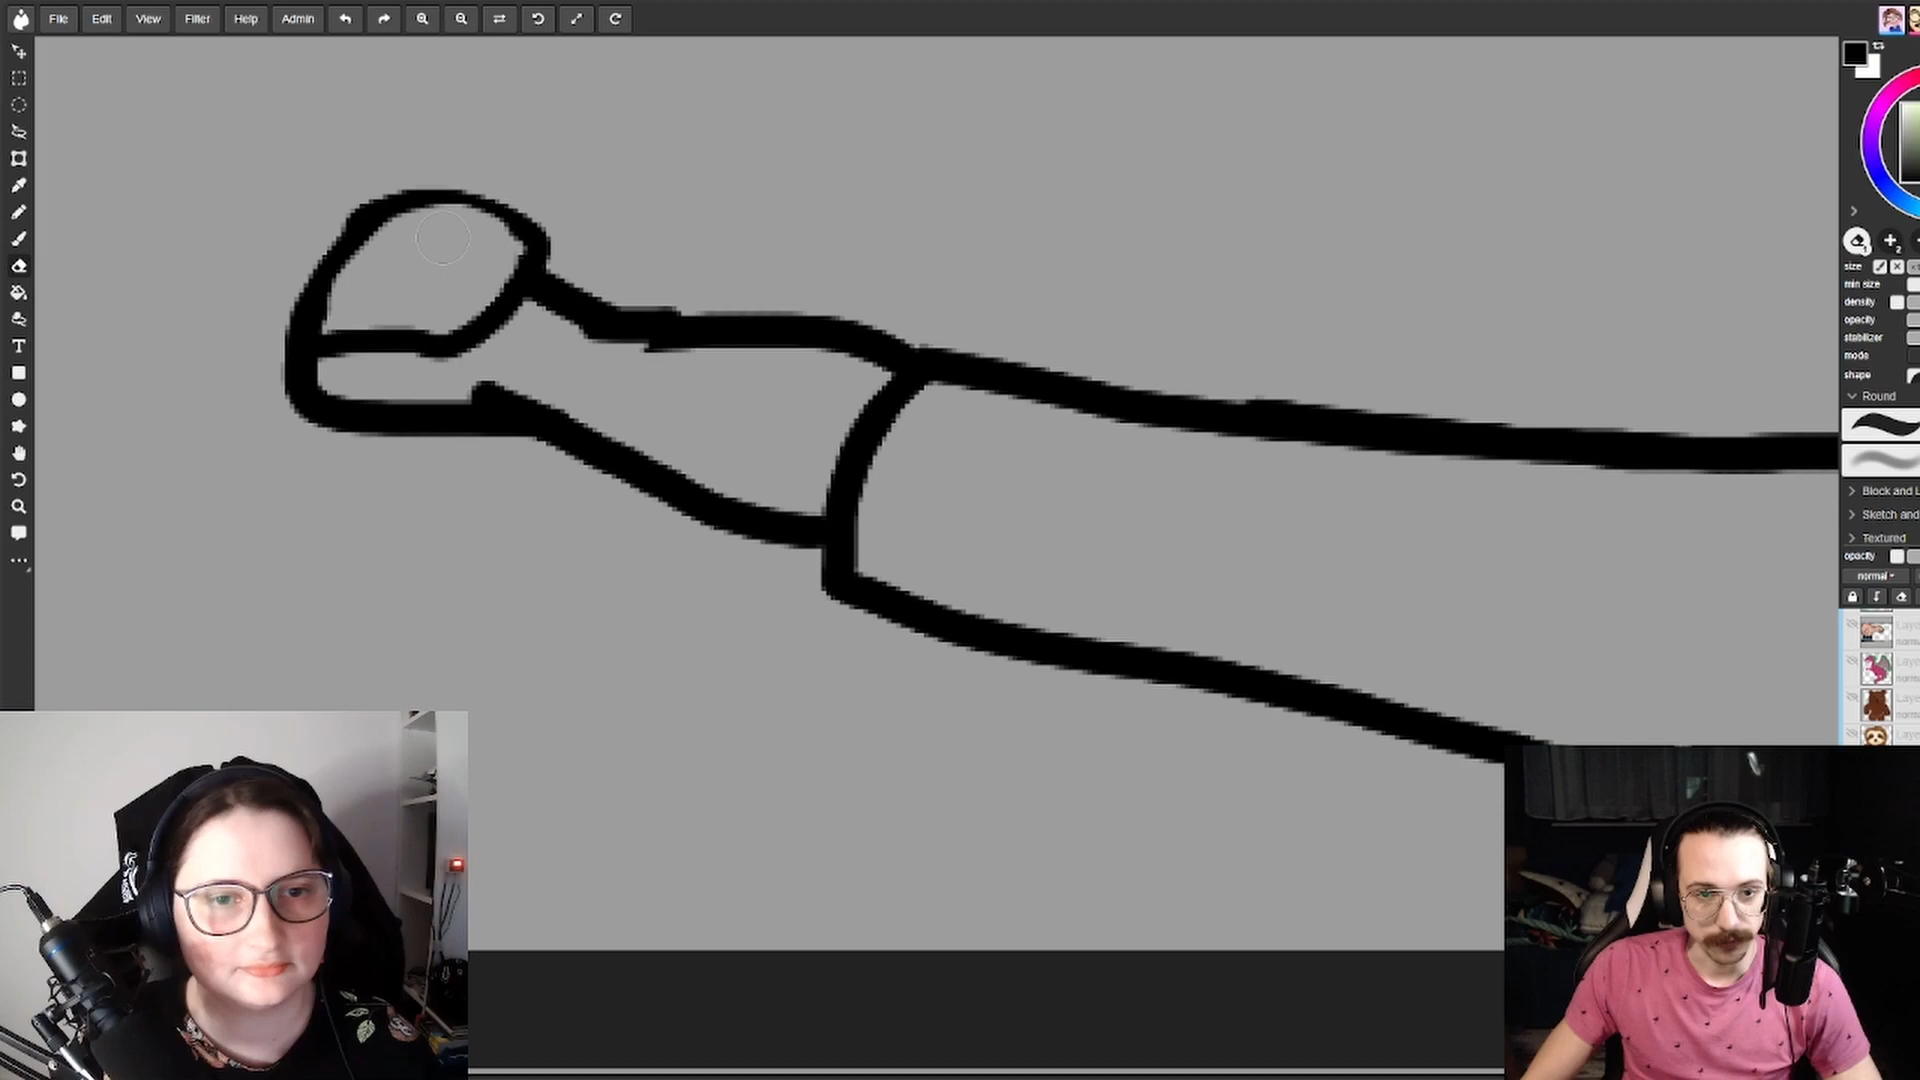 File Edit View Filter Help Admin
size
min size
density
opacity
stabilizer
mode
shape
Round
Block and L
Sketch and
Textured
opacity
normal